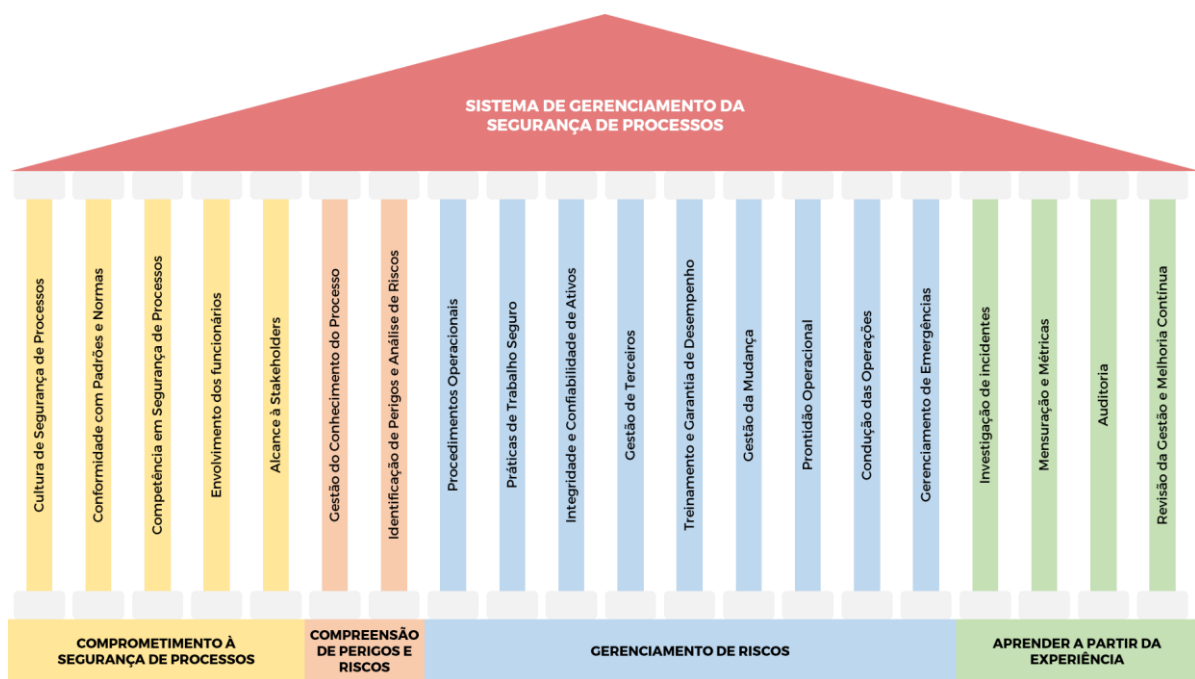 SISTEMA DE GERENCIAMENTO DA
SEGURANÇA DE PROCESSOS
Cultura de Segurança de Processos
Conformidade com Padrões e Normas
Competência em Segurança de Processos
Envolvimento dos funcionários
Alcance à Stakeholders
Gestão do Conhecimento do Processo
Identificação de Perigos e Análise de Riscos
Procedimentos Operacionais
Práticas de Trabalho Seguro
Integridade e Confiabilidade de Ativos
Gestão de Terceiros
Treinamento e Garantia de Desempenho
Gestão da Mudança
Prontidão Operacional
Condução das Operações
Gerenciamento de Emergências
Investigação de incidentes
Mensuração e Métricas
Auditoria
Revisão da Gestão e Melhoria Contínua
COMPROMETIMENTO À
SEGURANÇA DE PROCESSOS
COMPREENSÃO
DE PERIGOS E
RISCOS
GERENCIAMENTO DE RISCOS
APRENDER A PARTIR DA
EXPERIÊNCIA